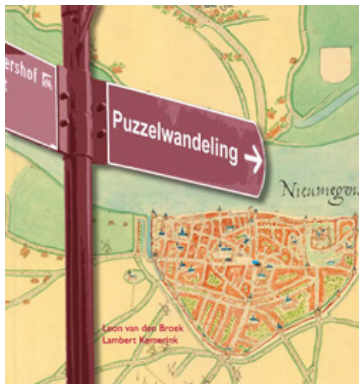 ershof
t
Puzzelwandeling
Nieumegen.
Leon van den Broek
Lambert Kemerink